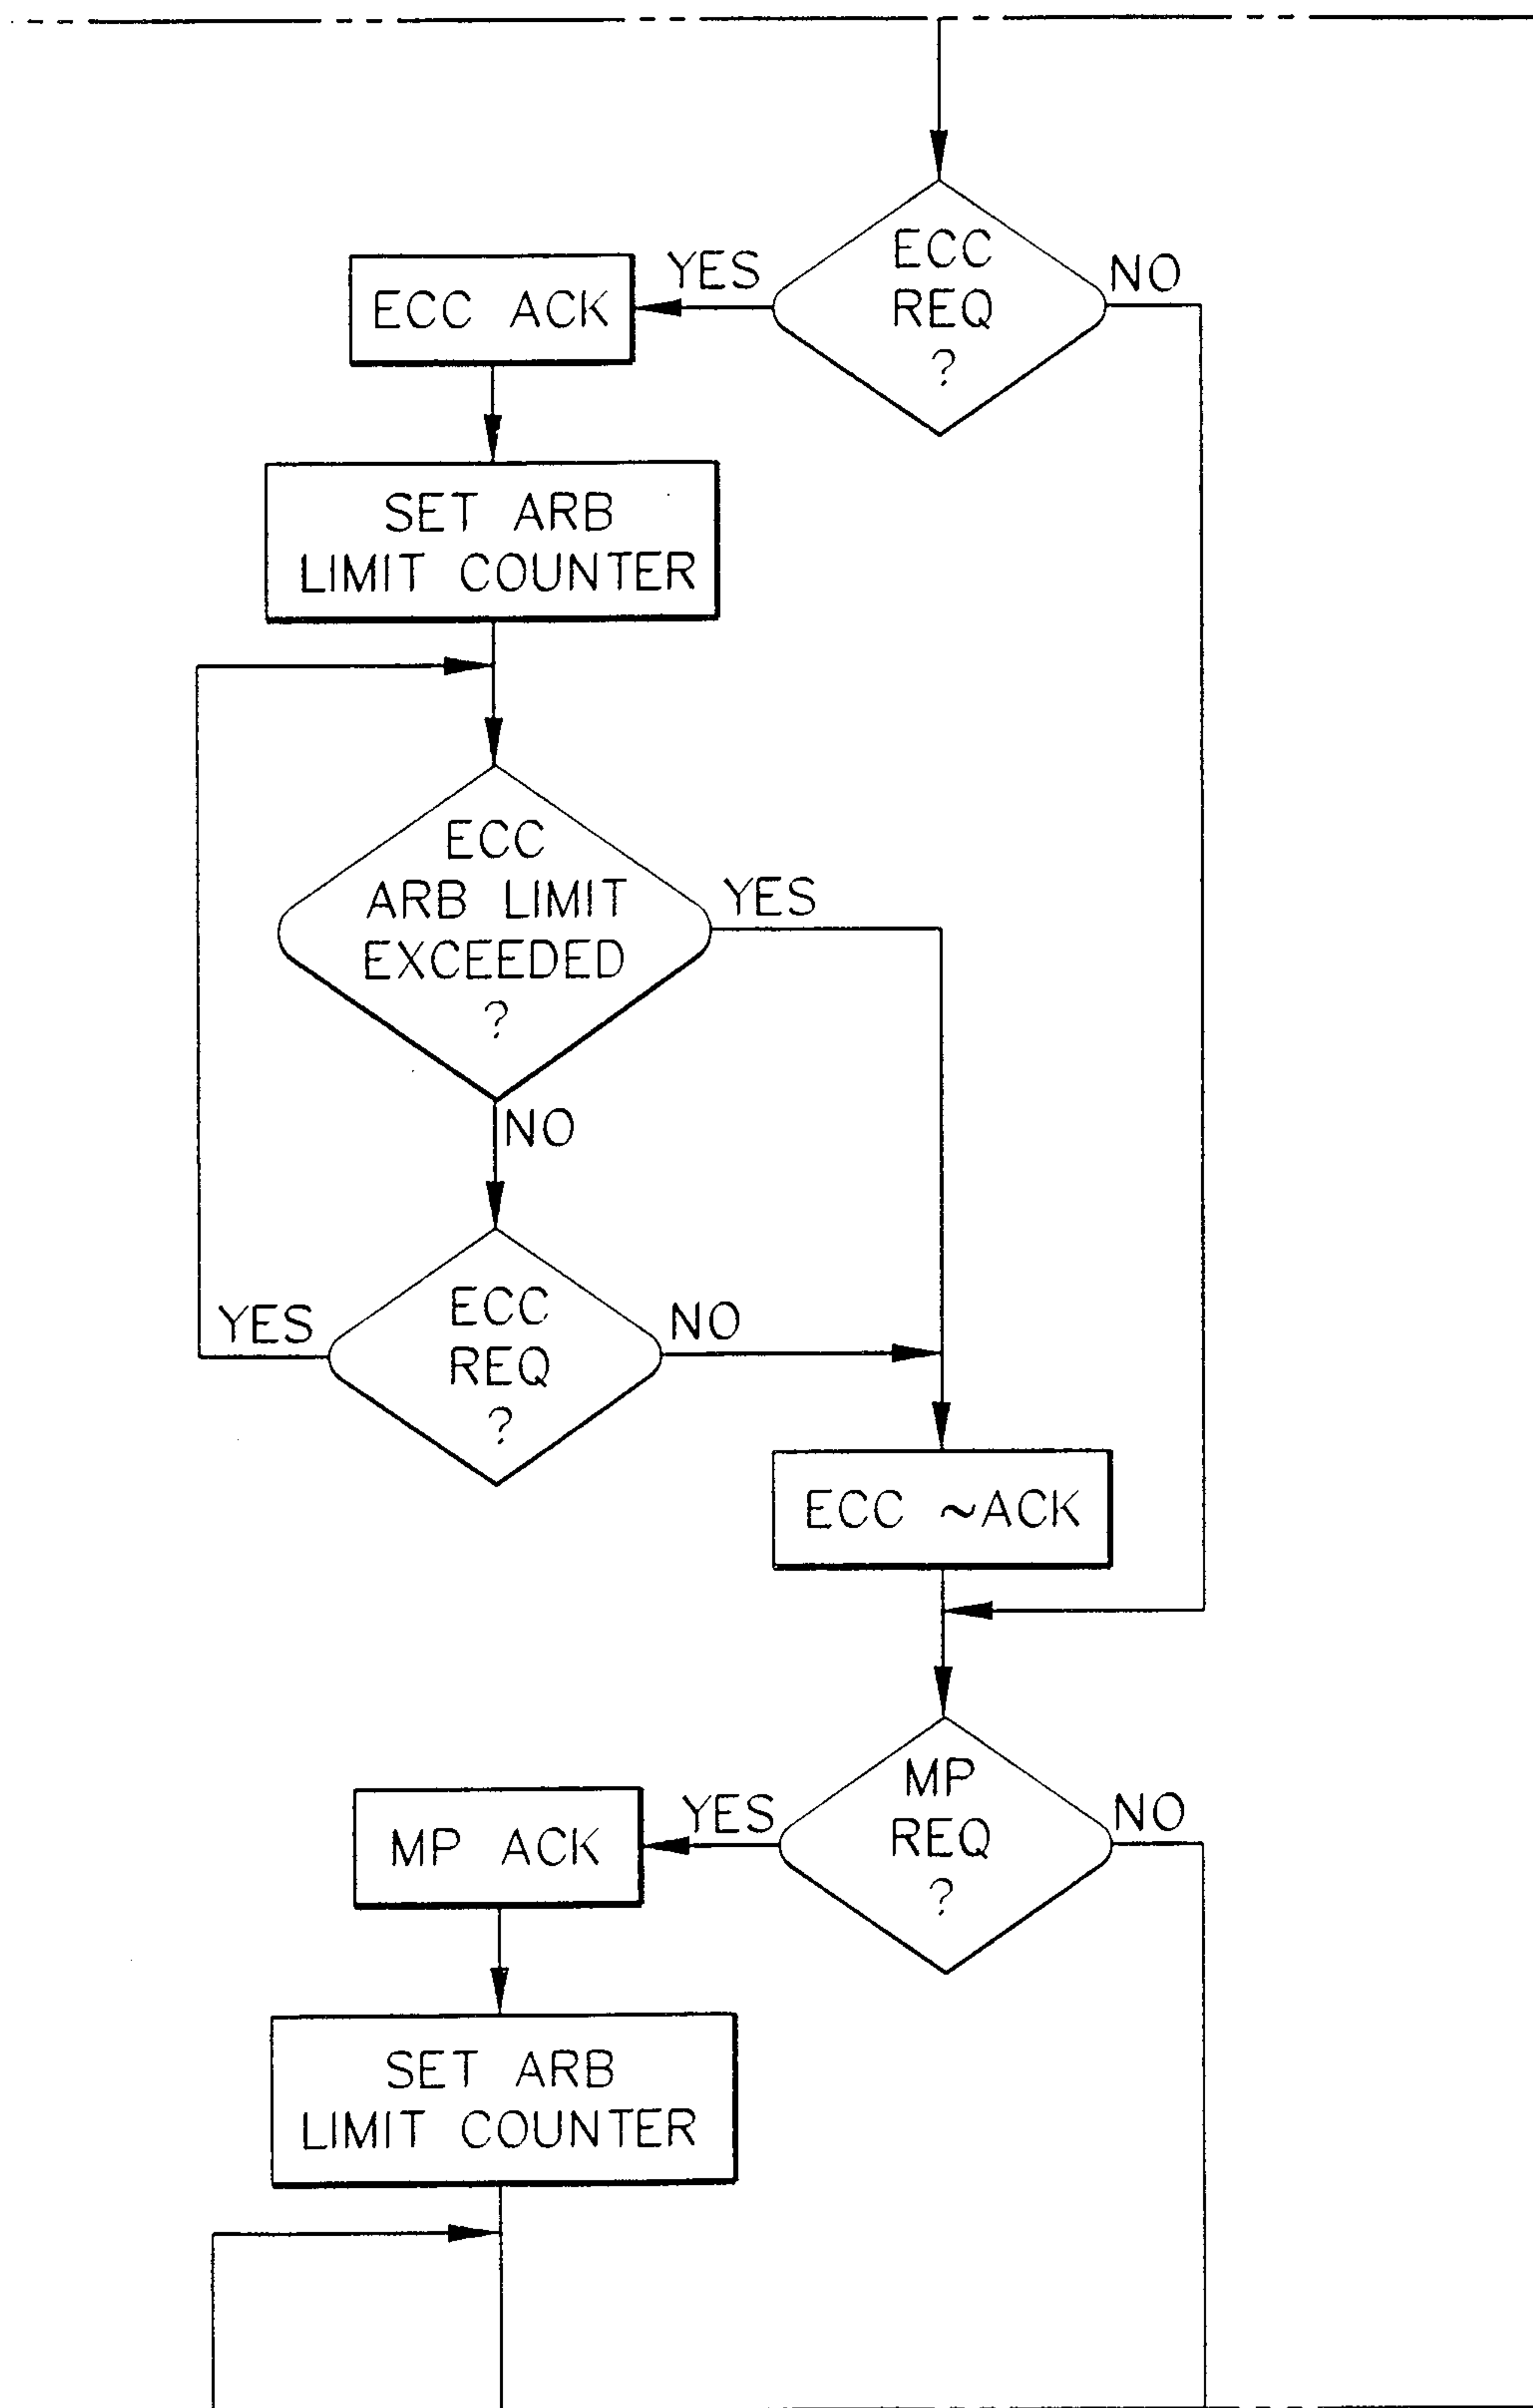 ECC
REQ
?
YES
NO
ECC ACK
SET ARB
LIMIT COUNTER
ECC
ARB LIMIT
EXCEEDED
?
YES
NO
ECC
REQ
?
YES
NO
ECC ~ACK
MP
REQ
?
YES
NO
MP ACK
SET ARB
LIMIT COUNTER